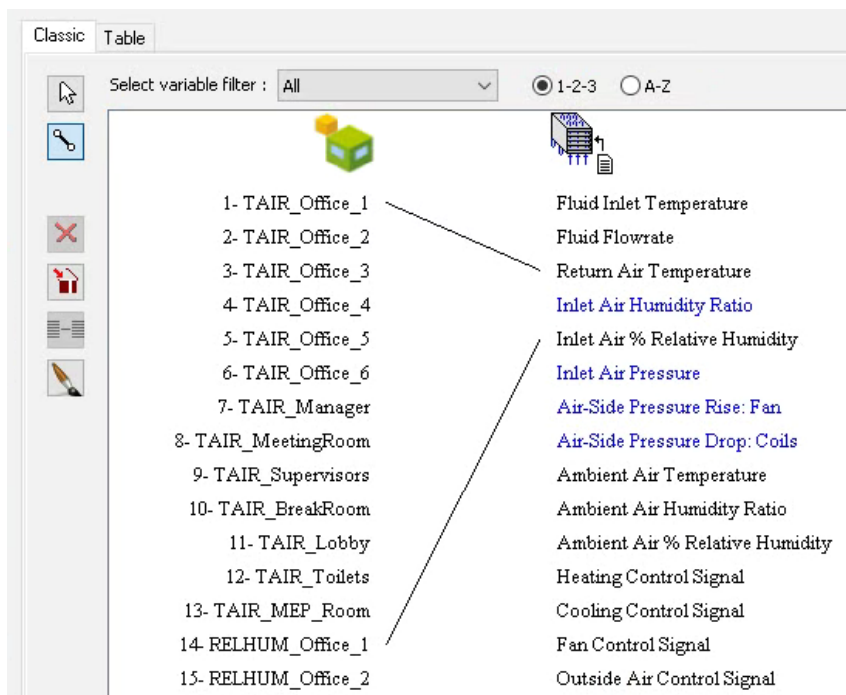 Classic Table
Select variable filter : All 1-2-3 A-Z
1- TAIR_Office_1 Fluid Inlet Temperature
2- TAIR_Office_2 Fluid Flowrate
3- TAIR_Office_3 Return Air Temperature
4- TAIR_Office_4 Inlet Air Humidity Ratio
5- TAIR_Office_5 Inlet Air % Relative Humidity
6- TAIR_Office_6 Inlet Air Pressure
7- TAIR_Manager Air-Side Pressure Rise: Fan
8- TAIR_MeetingRoom Air-Side Pressure Drop: Coils
9- TAIR_Supervisors Ambient Air Temperature
10- TAIR_BreakRoom Ambient Air Humidity Ratio
11- TAIR_Lobby Ambient Air % Relative Humidity
12- TAIR_Toilets Heating Control Signal
13- TAIR_MEP_Room Cooling Control Signal
14- RELHUM_Office_1 Fan Control Signal
15- RELHUM_Office_2 Outside Air Control Signal